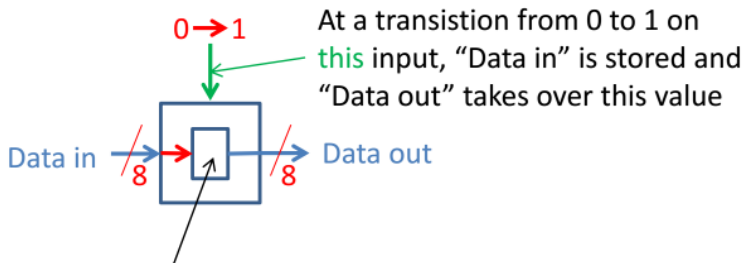 0 → 1
At a transistion from 0 to 1 on
this input, “Data in” is stored and
“Data out” takes over this value
Data in
8
8
Data out